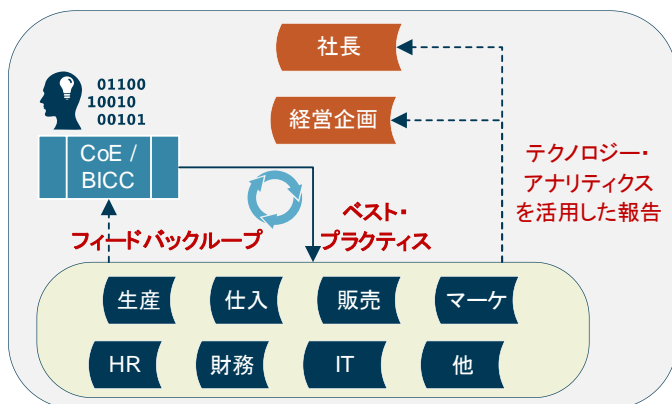 社長
01100
10010
00101
経営企画
CoE /
BICC
テクノロジー・
アナリティクス
を活用した報告
ベスト・
プラクティス
フィードバックループ
生産
仕入
販売
マーケ
HR
財務
IT
他